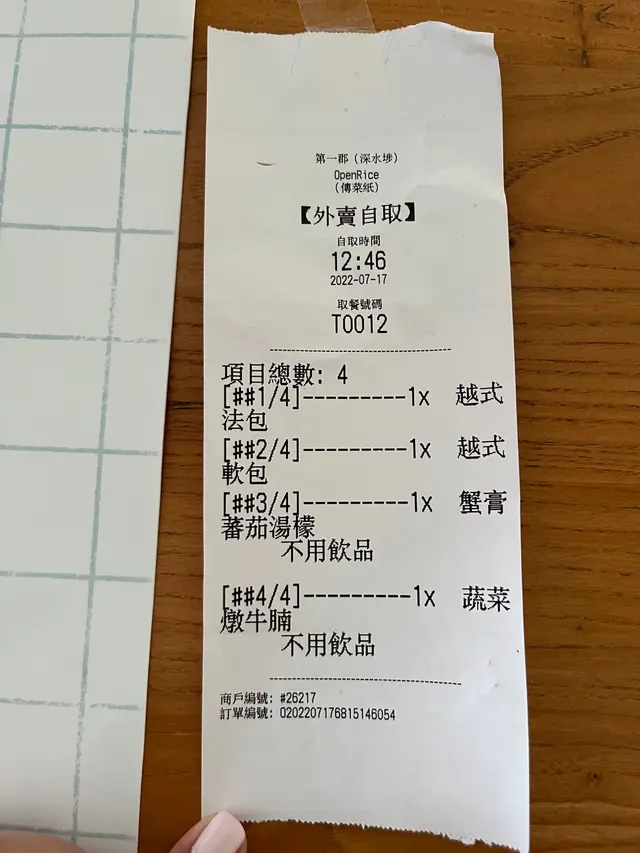 第一郡 (深水埗)
OpenRice
(傳菜紙)
【外賣自取】
自取時間
12:46
2022-07-17
取餐號碼
T0012
項目總數: 4
[##1/4]---------1x 越式
法包
[##2/4]---------1x 越式
軟包
[##3/4]---------1x 蟹膏
蕃茄湯檬
不用飲品
[##4/4]---------1x 蔬菜
燉牛腩
不用飲品
商戶編號: #26217
訂單編號: 0202207176815146054